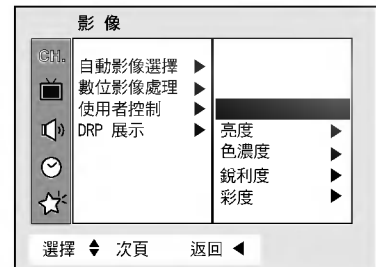 影 像
CH.
自動影像選擇 ▶
數位影像處理 ▶
使用者控制 ▶
DRP 展示 ▶
亮度 ▶
色濃度 ▶
銳利度 ▶
彩度 ▶
選擇 ⬍ 次頁 返回 ◀